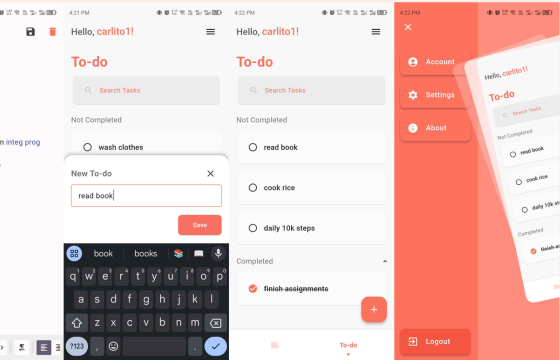 n integ prog
4:21 PM
Hello, carlito1!
To-do
Search Tasks
Not Completed
wash clothes
New To-do
read book
Save
book books
q w e r t y u i o p
a s d f g h j k l
z x c v b n m
?123 , .
4:22 PM
Hello, carlito1!
To-do
Search Tasks
Not Completed
read book
cook rice
daily 10k steps
Completed
finish assignments
To-do
4:22 PM
Account
Settings
About
Logout
Hello, carlito1!
To-do
Search Tasks
Not Completed
read book
cook rice
daily 10k ste
Completed
finish as